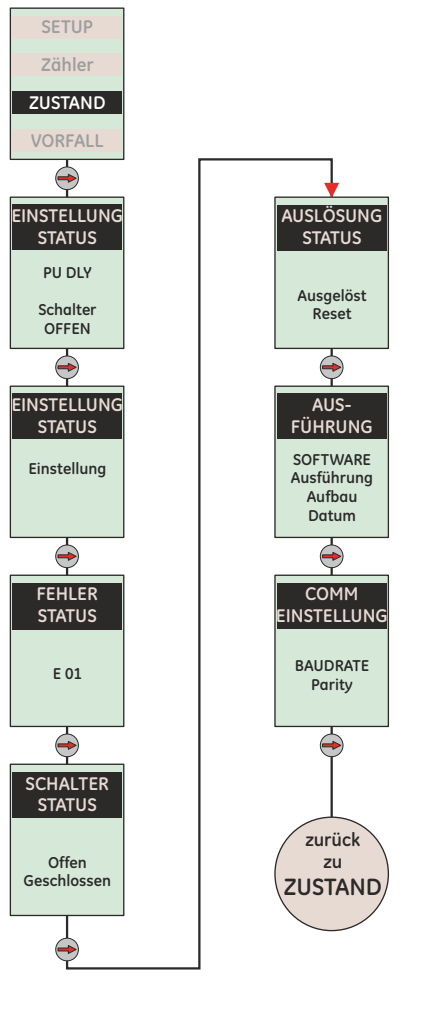 SETUP
Zähler
ZUSTAND
VORFALL
EINSTELLUNG
STATUS
PU DLY
Schalter
OFFEN
EINSTELLUNG
STATUS
Einstellung
FEHLER
STATUS
E 01
SCHALTER
STATUS
Offen
Geschlossen
AUSLÖSUNG
STATUS
Ausgelöst
Reset
AUS-
FÜHRUNG
SOFTWARE
Ausführung
Aufbau
Datum
COMM
EINSTELLUNG
BAUDRATE
Parity
zurück
zu
ZUSTAND